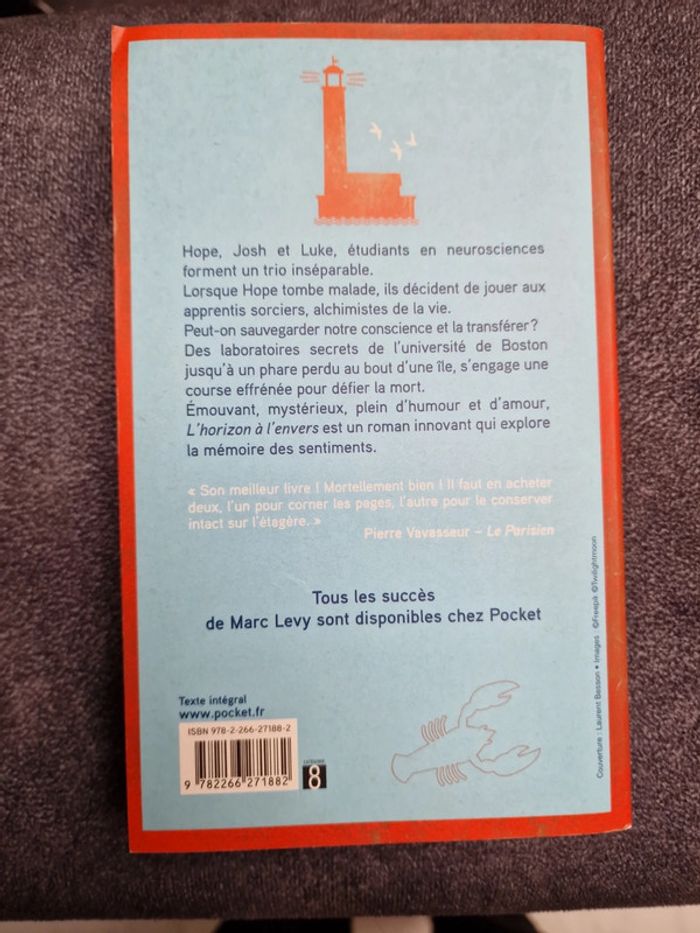 Hope, Josh et Luke, étudiants en neurosciences
forment un trio inséparable.
Lorsque Hope tombe malade, ils décident de jouer aux
apprentis sorciers, alchimistes de la vie.
Peut-on sauvegarder notre conscience et la transférer ?
Des laboratoires secrets de l'université de Boston
jusqu'à un phare perdu au bout d'une île, s'engage une
course effrénée pour défier la mort.
Émouvant, mystérieux, plein d'humour et d'amour,
L'horizon à l'envers est un roman innovant qui explore
la mémoire des sentiments.
« Son meilleur livre ! Mortellement bien ! Il faut en acheter
deux, l'un pour corner les pages, l'autre pour le conserver
intact sur l'étagère. »
Pierre Vavasseur – Le Parisien
Tous les succès
de Marc Levy sont disponibles chez Pocket
Texte intégral
www.pocket.fr
ISBN 978-2-266-27188-2
9 782266 271882
CATÉGORIE
8
Couverture : Laurent Besson • Images : ©Freepik ©Twilightmoon